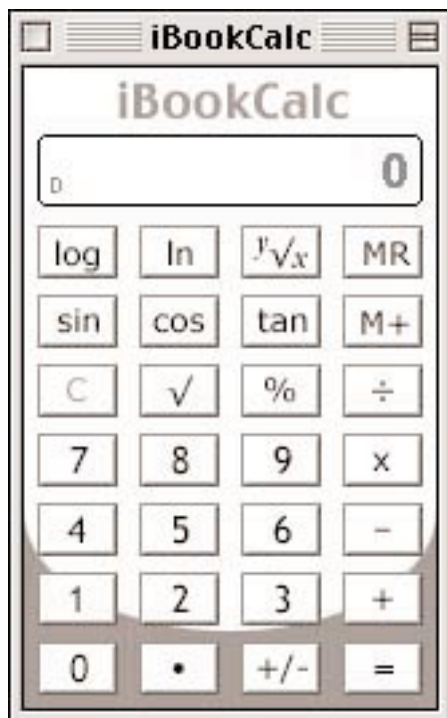 iBookCalc
iBookCalc
0
D
log ln y√x MR
sin cos tan M+
C √ % ÷
7 8 9 x
4 5 6 −
1 2 3 +
0 • +/- =